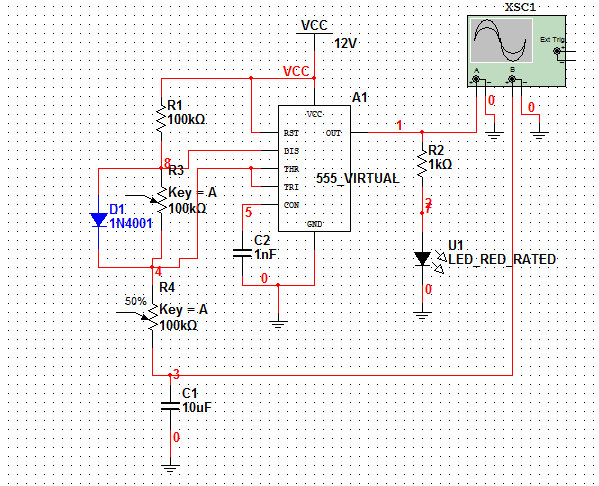 XSC1
VCC
12V
Ext Trig
+
-
A
B
+
-
+
-
0
0
VCC
R1
100kΩ
A1
VCC
RST
OUT
BIS
THR
TRI
CON
GND
555_VIRTUAL
1
R2
1kΩ
8
R3
Key = A
100kΩ
D1
1N4001
5
C2
1nF
0
U1
LED_RED_RATED
0
4
R4
50%
Key = A
100kΩ
3
C1
10uF
0